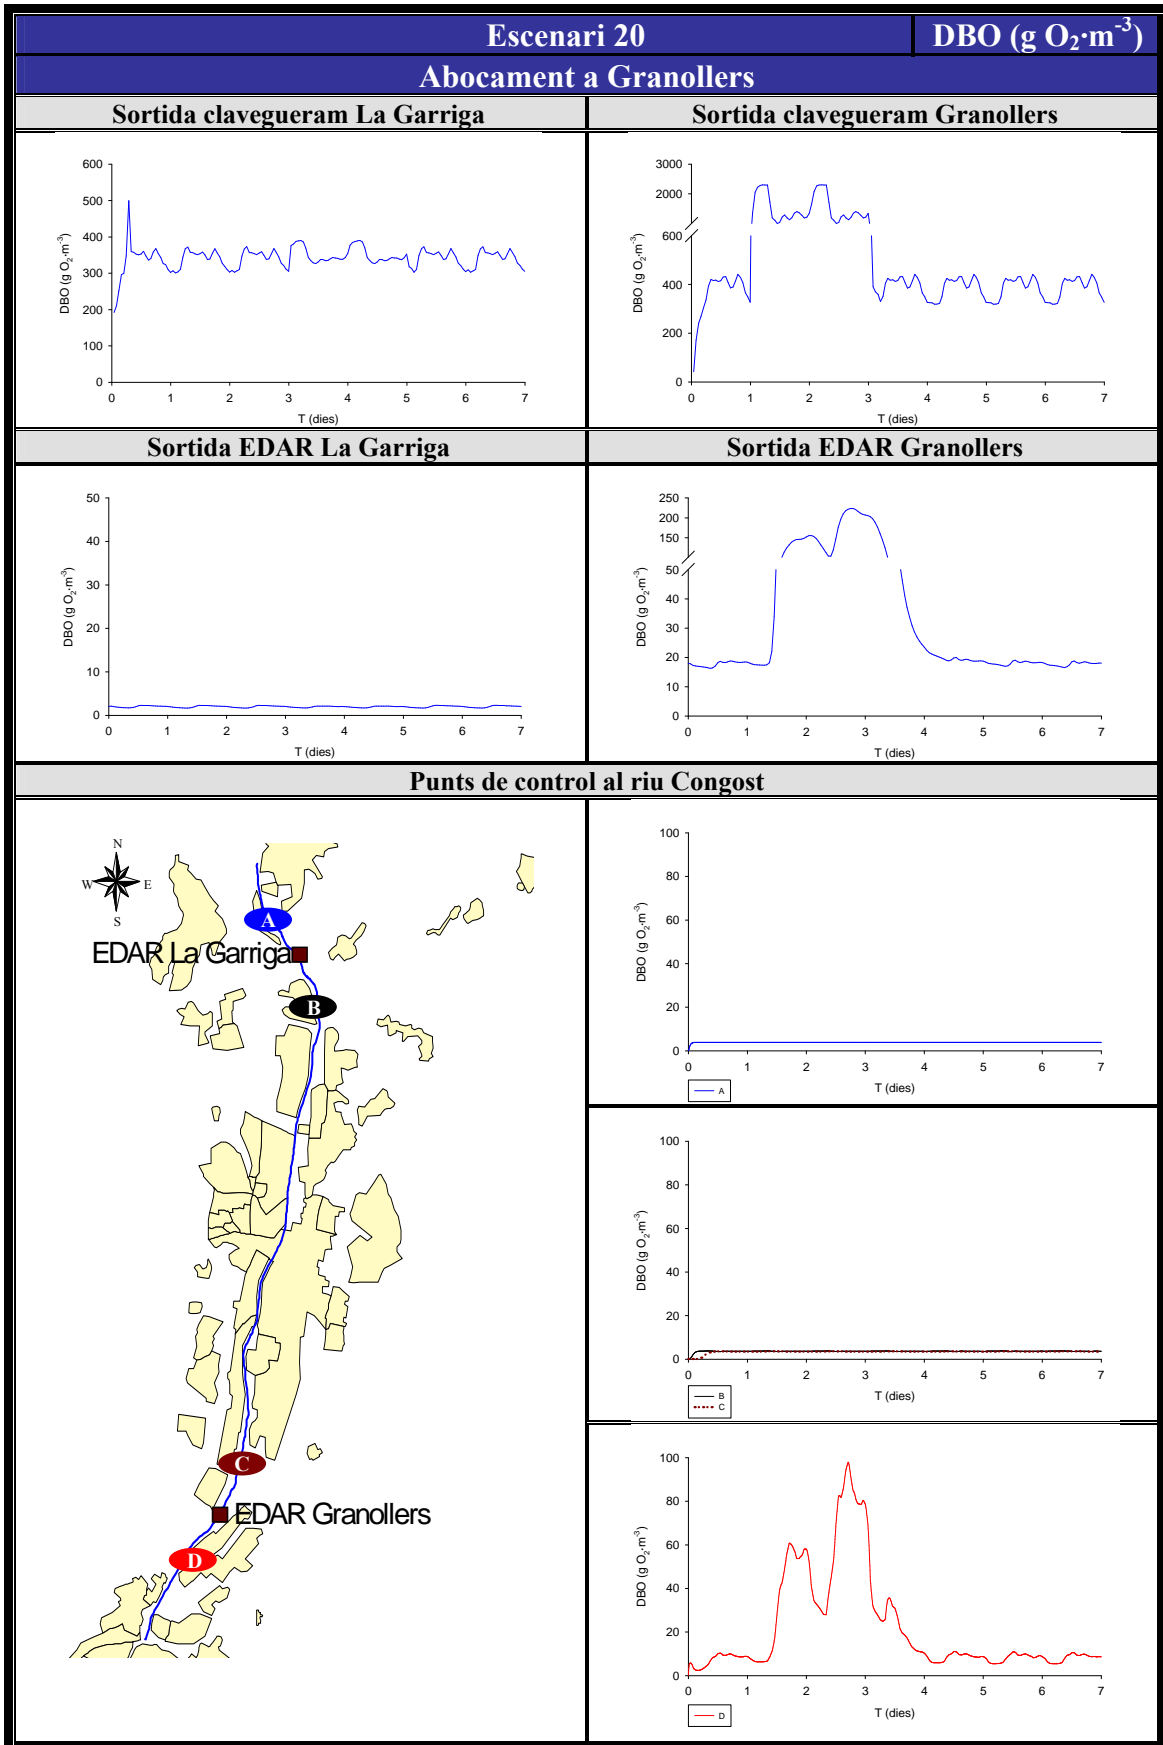 Escenari 20
DBO (g O₂·m⁻³)
Abocament a Granollers
Sortida clavegueram La Garriga
Sortida clavegueram Granollers
600
500
400
300
200
100
0
DBO (g O₂·m⁻³)
0 1 2 3 4 5 6 7
T (dies)
3000
2000
600
400
200
0
DBO (g O₂·m⁻³)
0 1 2 3 4 5 6 7
T (dies)
Sortida EDAR La Garriga
Sortida EDAR Granollers
50
40
30
20
10
0
DBO (g O₂·m⁻³)
0 1 2 3 4 5 6 7
T (dies)
250
200
150
50
40
30
20
10
0
DBO (g O₂·m⁻³)
0 1 2 3 4 5 6 7
T (dies)
Punts de control al riu Congost
N
W E
S
A
EDAR La Garriga
B
C
EDAR Granollers
D
100
80
60
40
20
0
DBO (g O₂·m⁻³)
0 1 2 3 4 5 6 7
T (dies)
A
100
80
60
40
20
0
DBO (g O₂·m⁻³)
0 1 2 3 4 5 6 7
T (dies)
B
C
100
80
60
40
20
0
DBO (g O₂·m⁻³)
0 1 2 3 4 5 6 7
T (dies)
D